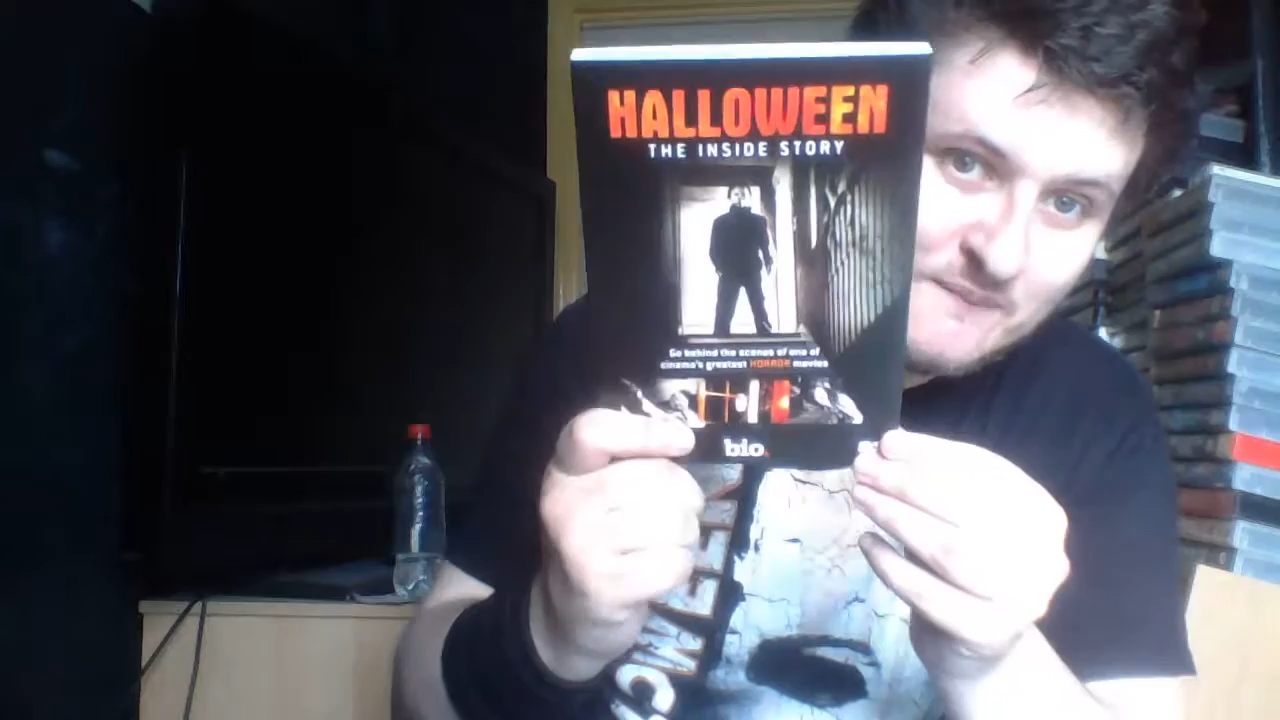 HALLOWEEN
THE INSIDE STORY
Go behind the scenes of one of
cinema's greatest HORROR movies
bio.